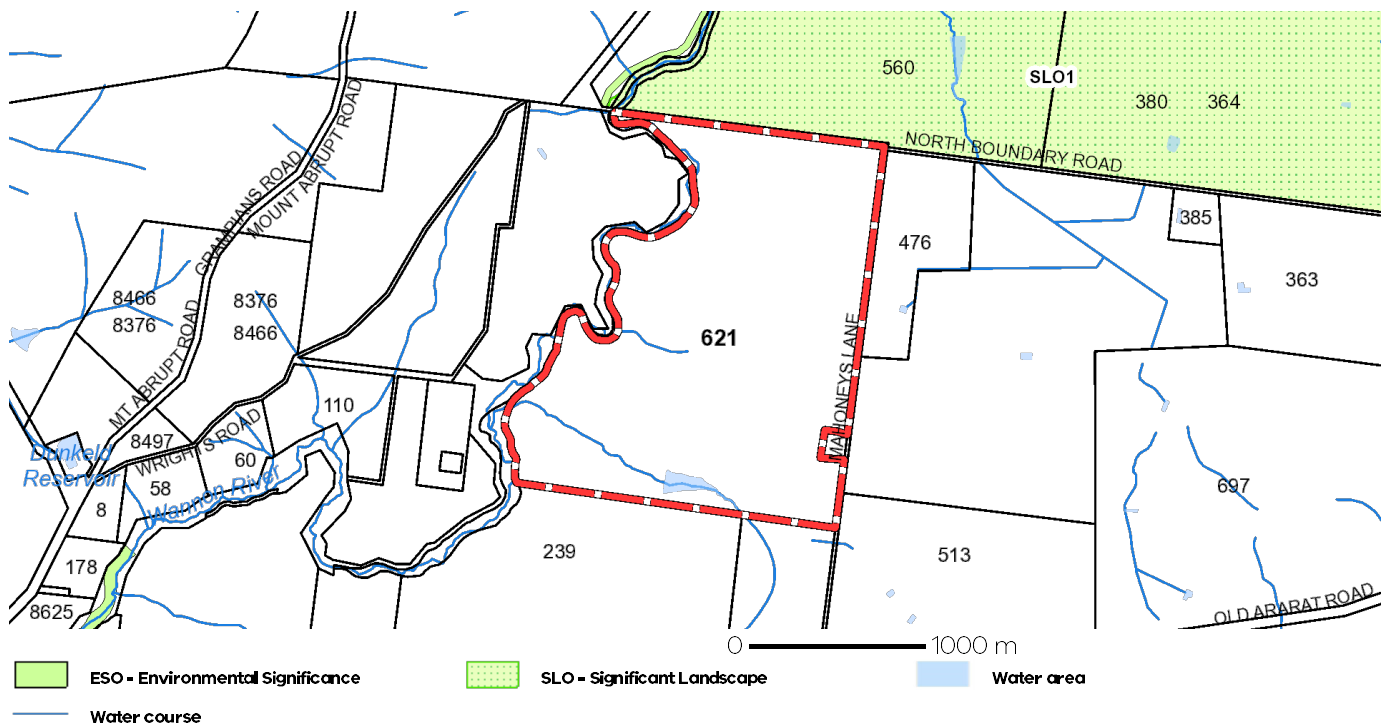 560
SLO1
380
364
NORTH BOUNDARY ROAD
GRAMPIANS ROAD
MOUNT ABRUPT ROAD
385
476
363
8466
8376
8376
8466
621
MAHONEYS LANE
MT ABRUPT ROAD
110
8497
WRIGHTS ROAD
Dunkeld
Reservoir
60
58
Wannon River
697
8
239
513
178
8625
OLD ARARAT ROAD
0 1000 m
ESO - Environmental Significance
SLO - Significant Landscape
Water area
Water course